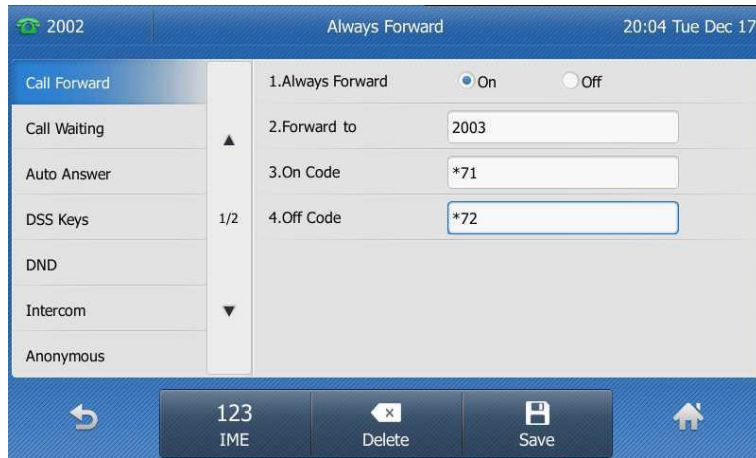 2002 Always Forward 20:04 Tue Dec 17
Call Forward
Call Waiting
Auto Answer
DSS Keys
DND
Intercom
Anonymous
1/2
1.Always Forward On Off
2.Forward to 2003
3.On Code *71
4.Off Code *72
123
IME
Delete
Save